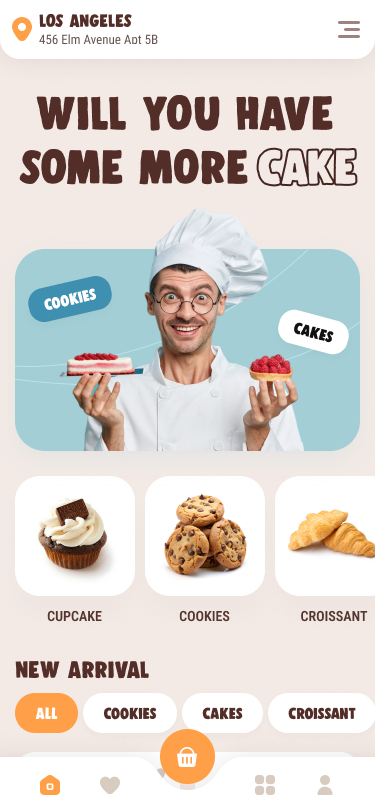 LOS ANGELES
456 Elm Avenue Apt 5B
WILL YOU HAVE
SOME MORE CAKE
COOKIES
CAKES
CUPCAKE COOKIES CROISSANT
NEW ARRIVAL
ALL COOKIES CAKES CROISSANT